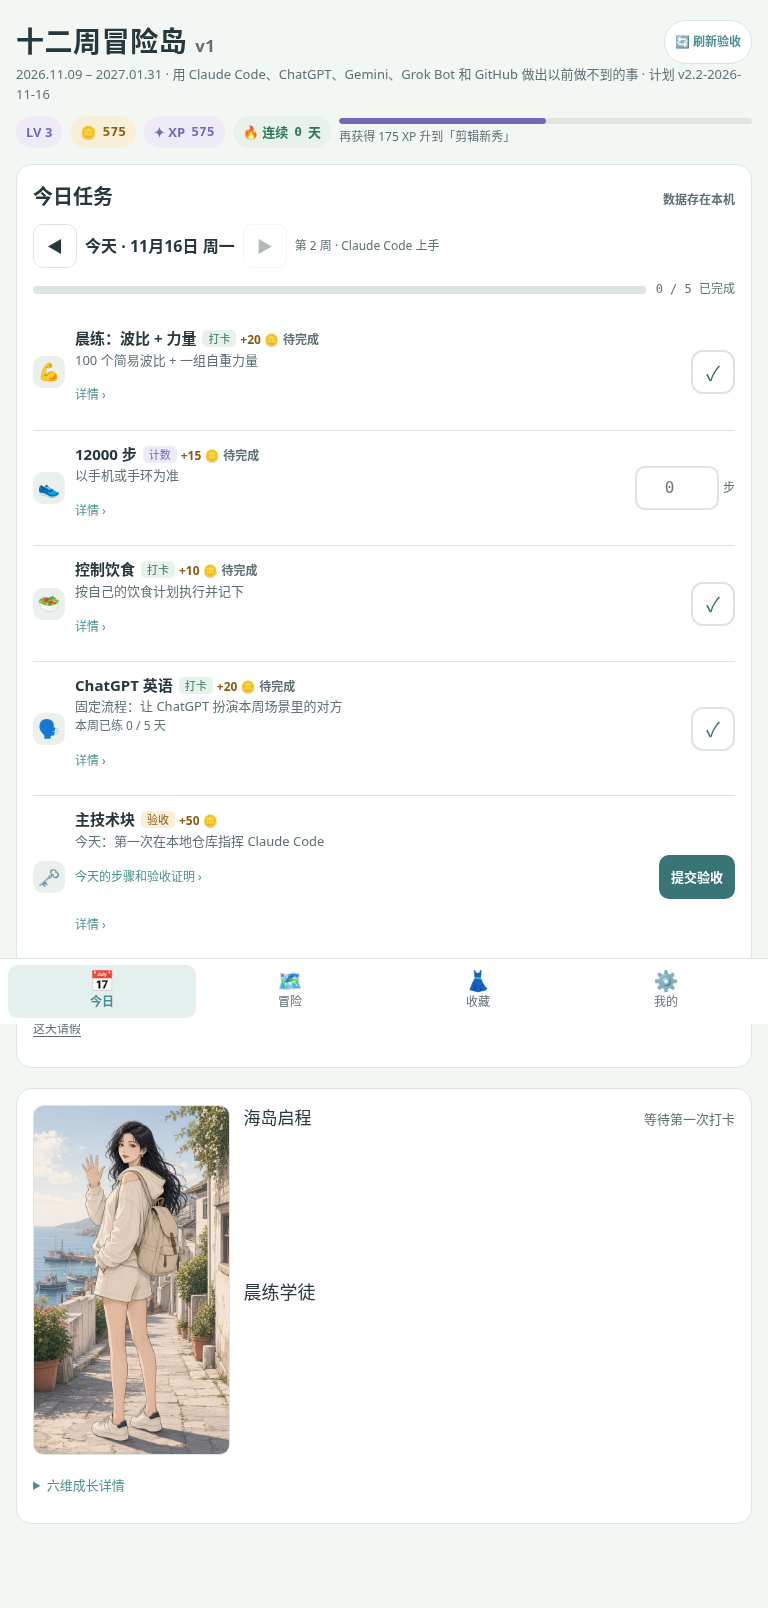 十二周冒险岛 v1
🔄 刷新验收
2026.11.09 – 2027.01.31 · 用 Claude Code、ChatGPT、Gemini、Grok Bot 和 GitHub 做出以前做不到的事 · 计划 v2.2-2026-
11-16
LV 3
🪙 575
✦ XP 575
🔥 连续 0 天
再获得 175 XP 升到「剪辑新秀」
今日任务
数据存在本机
◀ 今天 · 11月16日 周一 ▶ 第 2 周 · Claude Code 上手
0 / 5 已完成
晨练：波比 + 力量 打卡 +20 🪙 待完成
100 个简易波比 + 一组自重力量
✓
详情 ›
12000 步 计数 +15 🪙 待完成
以手机或手环为准
0 步
详情 ›
控制饮食 打卡 +10 🪙 待完成
按自己的饮食计划执行并记下
✓
详情 ›
ChatGPT 英语 打卡 +20 🪙 待完成
固定流程：让 ChatGPT 扮演本周场景里的对方
本周已练 0 / 5 天
✓
详情 ›
主技术块 验收 +50 🪙
今天：第一次在本地仓库指挥 Claude Code
今天的步骤和验收证明 ›
提交验收
详情 ›
今日
冒险
收藏
我的
这天请假
海岛启程
等待第一次打卡
晨练学徒
▶ 六维成长详情